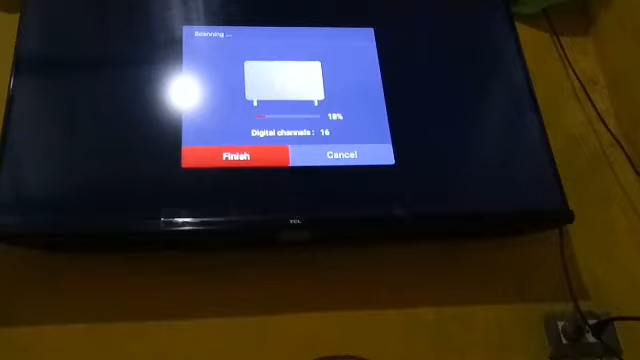 Scanning ...
18%
Digital channels : 16
Finish
Cancel
TCL